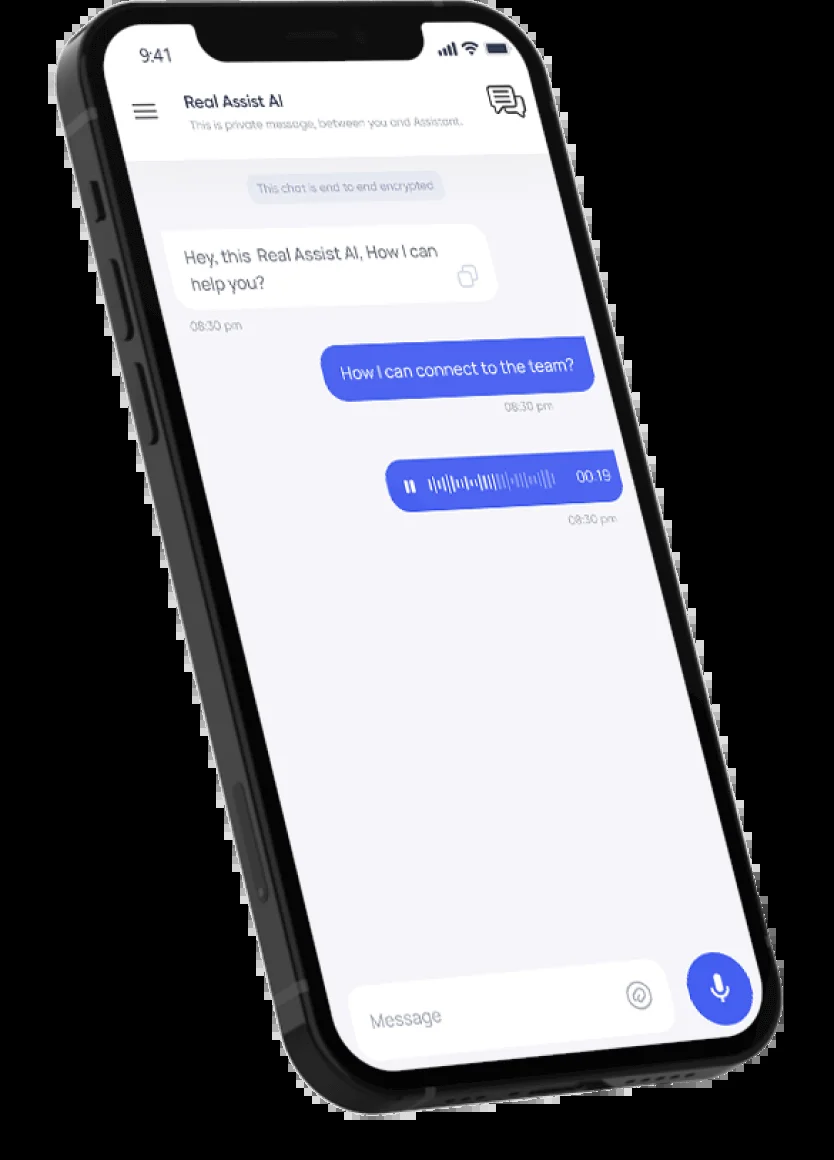 9:41
Real Assist AI
This is private message, between you and Assistant.
This chat is end to end encrypted
Hey, this Real Assist AI, How I can
help you?
08:30 pm
How I can connect to the team?
08:30 pm
00.19
08:30 pm
Message